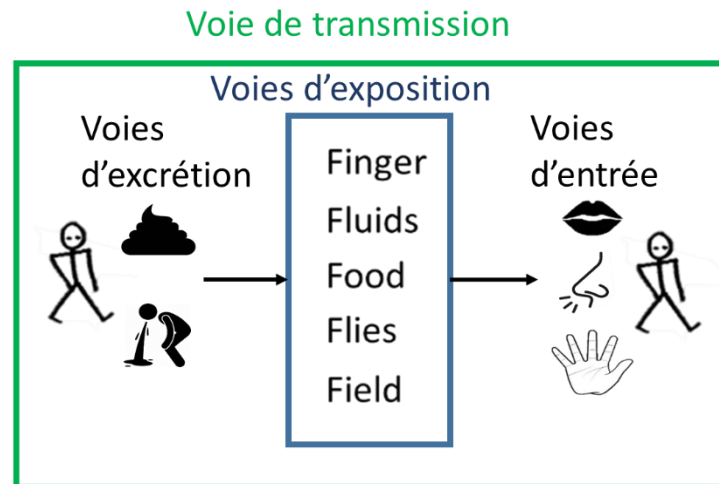 Voie de transmission
Voies d'exposition
Voies
d'excrétion
Finger
Fluids
Food
Flies
Field
Voies
d'entrée